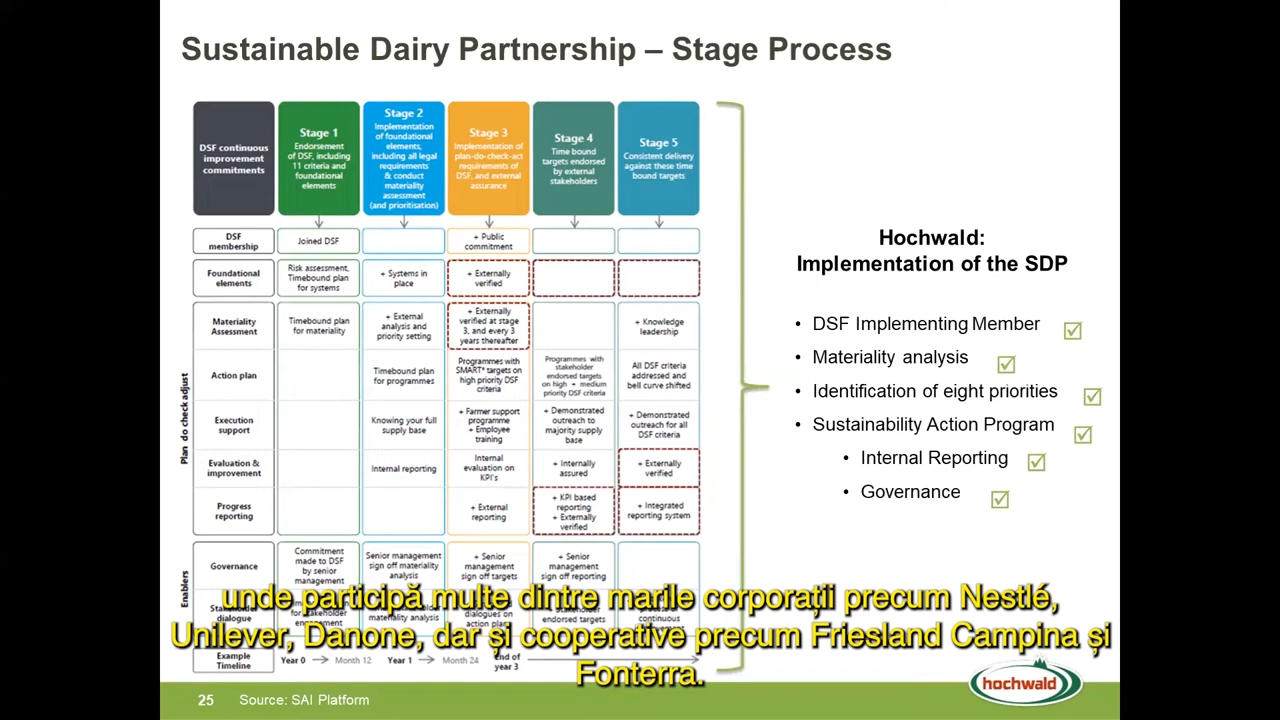 Sustainable Dairy Partnership – Stage Process
DSF continuous
improvement
commitments
Stage 1
Endorsement
of DSF, including
11 criteria and
foundational
elements
Stage 2
Implementation
of foundational
elements,
including all legal
requirements
& conduct
materiality
assessment
(and prioritisation)
Stage 3
Implementation of
plan-do-check-act
requirements of
DSF, and external
assurance
Stage 4
Time bound
targets endorsed
by external
stakeholders
Stage 5
Consistent delivery
against these time
bound targets
DSF
membership
Joined DSF
+ Public
commitment
Foundational
elements
Risk assessment,
Timebound plan
for systems
+ Systems in
place
+ Externally
verified
Plan do check adjust
Materiality
Assessment
Timebound plan
for materiality
+ External
analysis and
priority setting
+ Externally
verified at stage
3, and every 3
years thereafter
+ Knowledge
leadership
Action plan
Timebound plan
for programmes
Programmes with
SMART* targets on
high priority DSF
criteria
Programmes with
stakeholder
endorsed targets
on high + medium
priority DSF criteria
All DSF criteria
addressed and
bell curve shifted
Execution
support
Knowing your full
supply base
+ Farmer support
programme
+ Employee
training
+ Demonstrated
outreach to
majority supply
base
+ Demonstrated
outreach for all
DSF criteria
Evaluation &
improvement
Internal reporting
Internal
evaluation on
KPI's
+ Internally
assured
+ Externally
verified
Progress
reporting
+ External
reporting
+ KPI based
reporting
+ Externally
verified
+ Integrated
reporting system
Enablers
Governance
Commitment
made to DSF
by senior
management
Senior management
sign off materiality
analysis
+ Senior
management
sign off targets
+ Senior
management
sign off reporting
dialogue
materiality analysis
dialogues on
endorsed targets
Example
Timeline
Year 0
Month 12
Year 1
Month 24
End of
year 3
Hochwald:
Implementation of the SDP
• DSF Implementing Member
• Materiality analysis
• Identification of eight priorities
• Sustainability Action Program
• Internal Reporting
• Governance
unde participă multe dintre marile corporații precum Nestlé,
Unilever, Danone, dar și cooperative precum Friesland Campina și
Fonterra.
25 Source: SAI Platform
hochwald